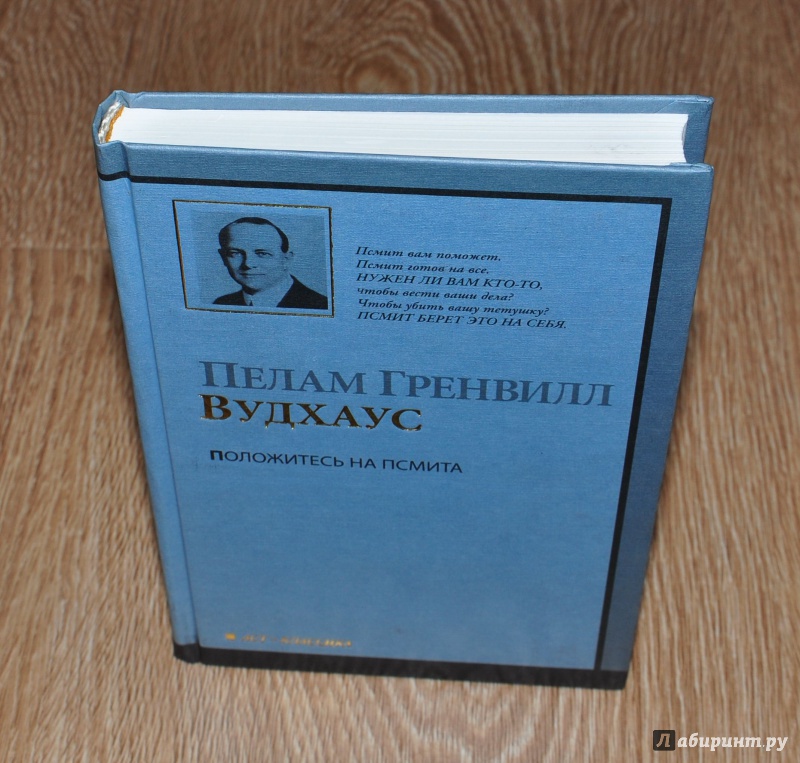 Псмит вам поможет.
Псмит готов на все.
НУЖЕН ЛИ ВАМ КТО-ТО,
чтобы вести ваши дела?
Чтобы убить вашу тетушку?
ПСМИТ БЕРЕТ ЭТО НА СЕБЯ.
ПЕЛАМ ГРЕНВИЛЛ
ВУДХАУС
ПОЛОЖИТЕСЬ НА ПСМИТА
Лабиринт.ру